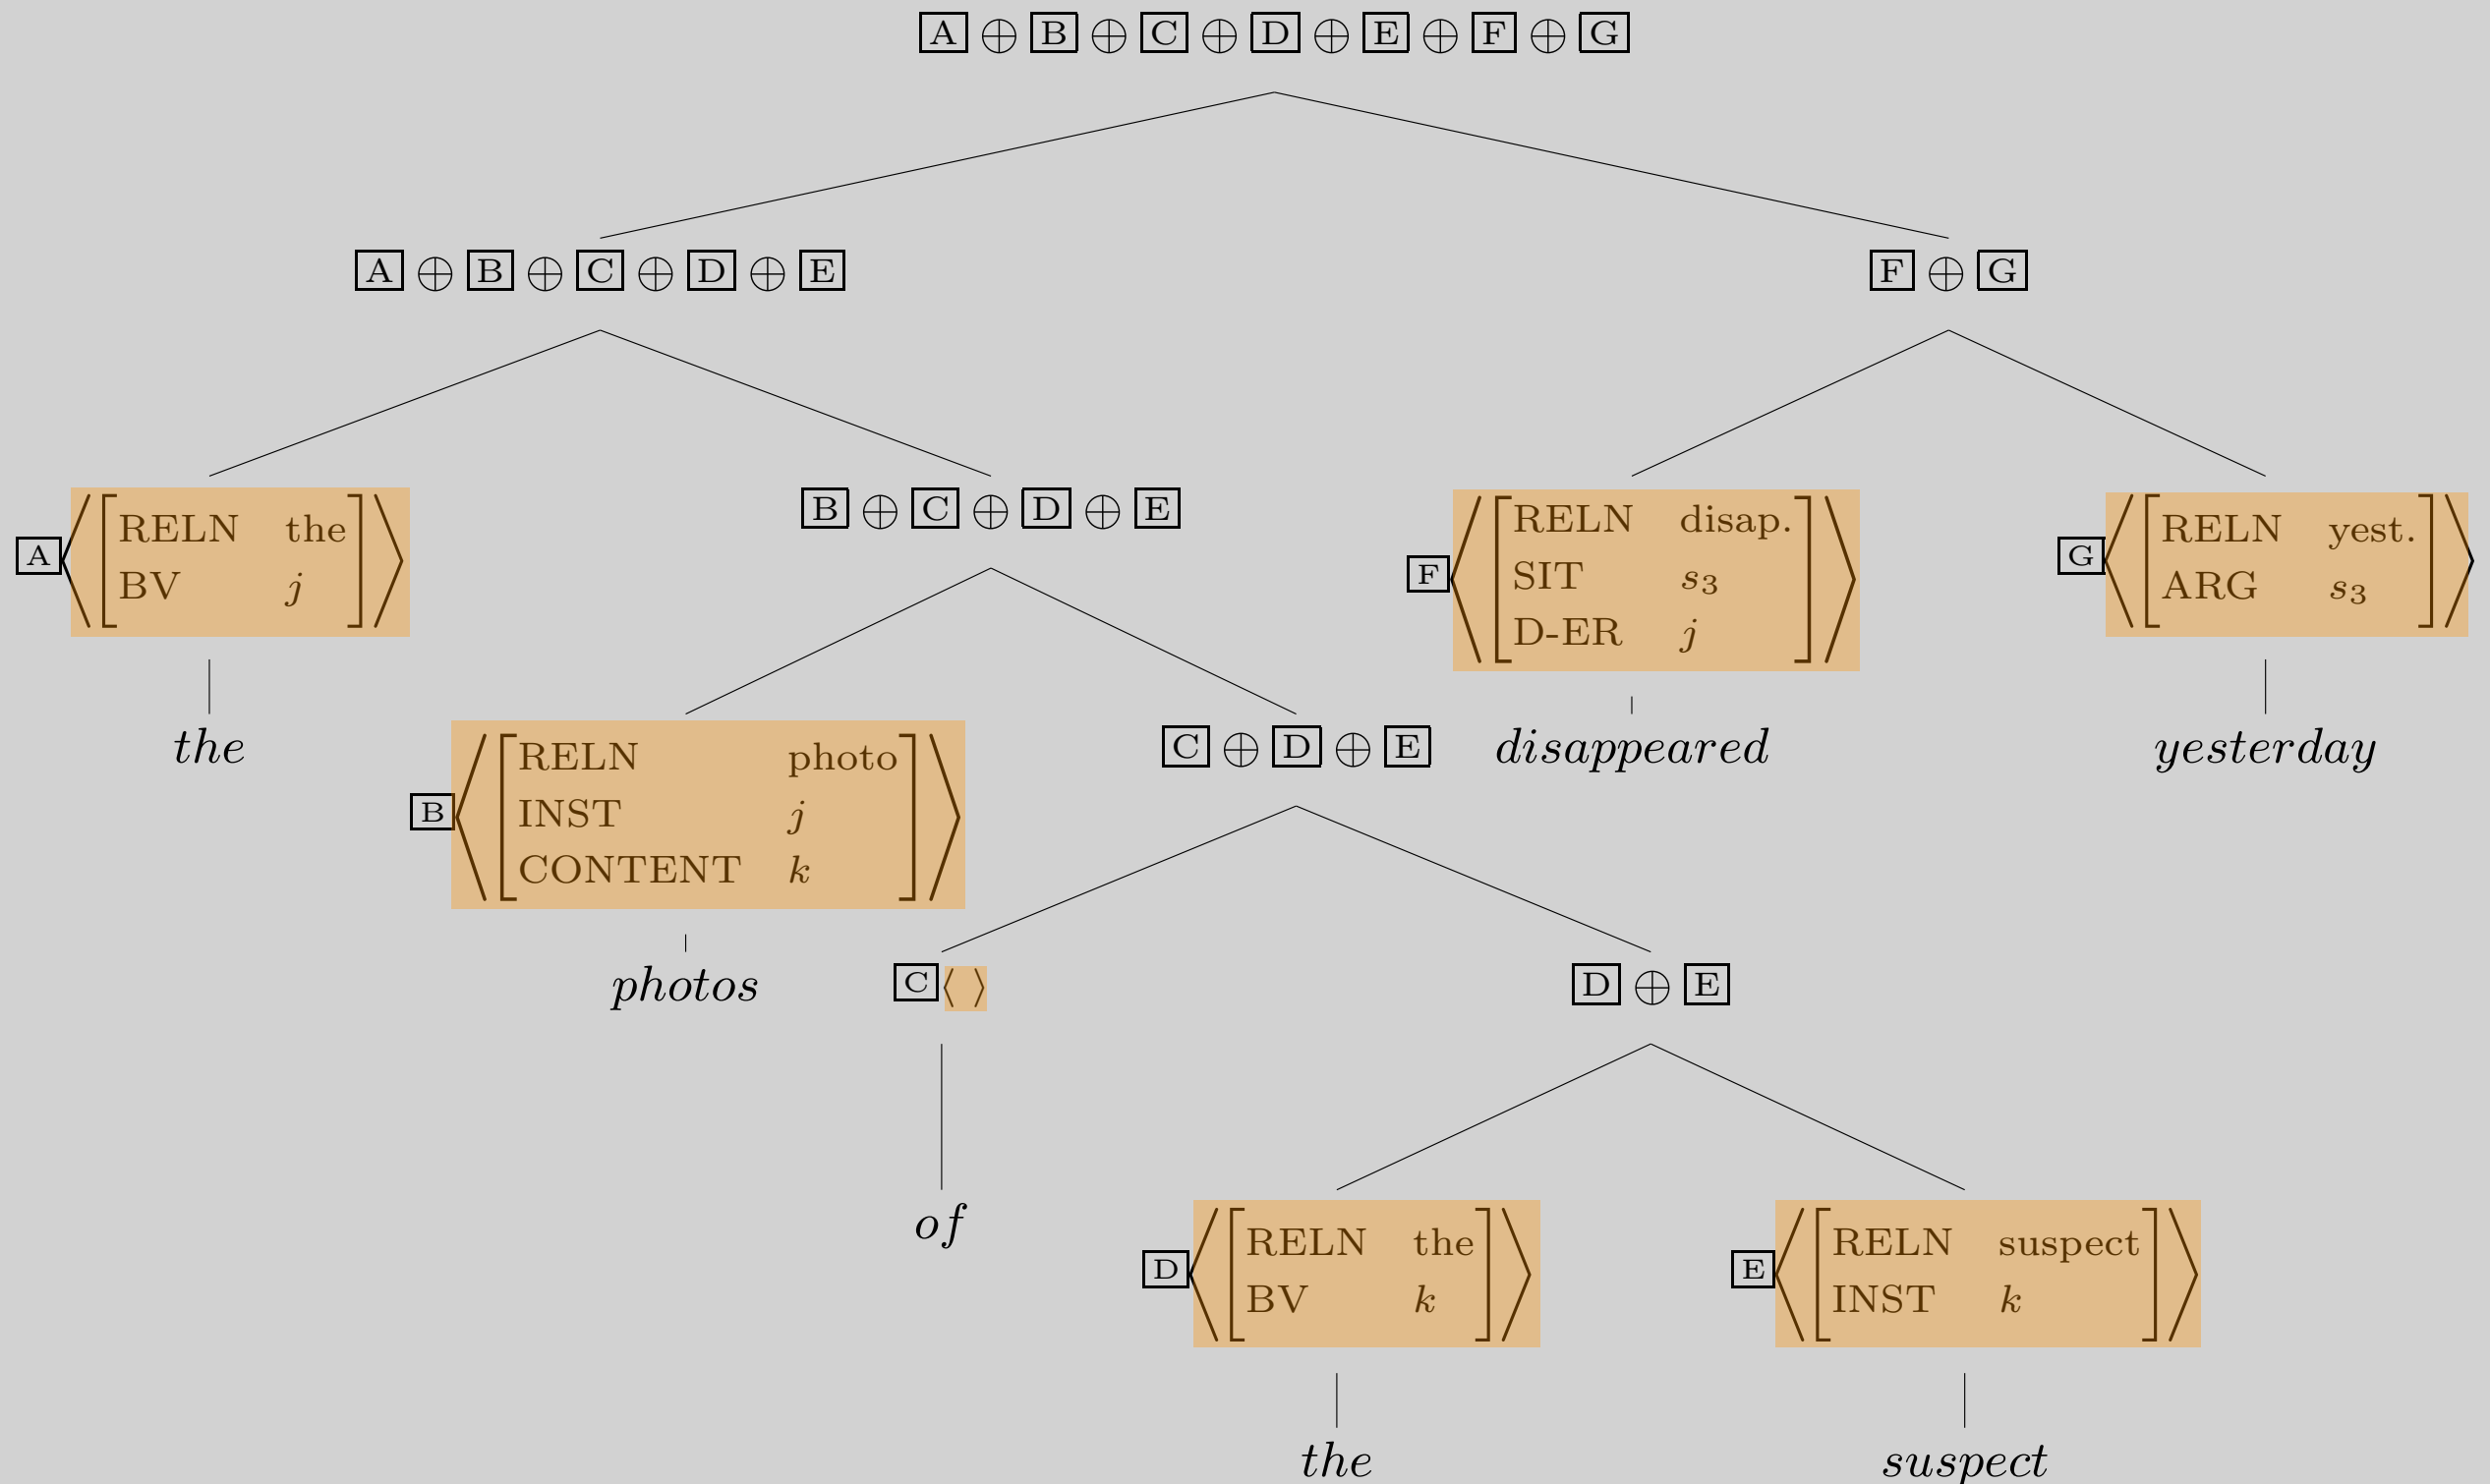 A ⊕ B ⊕ C ⊕ D ⊕ E ⊕ F ⊕ G
A ⊕ B ⊕ C ⊕ D ⊕ E
F ⊕ G
A ⟨[RELN the
BV j]⟩
the
B ⊕ C ⊕ D ⊕ E
F ⟨[RELN disap.
SIT s₃
D-ER j]⟩
disappeared
G ⟨[RELN yest.
ARG s₃]⟩
yesterday
B ⟨[RELN photo
INST j
CONTENT k]⟩
photos
C ⊕ D ⊕ E
C ⟨ ⟩
of
D ⊕ E
D ⟨[RELN the
BV k]⟩
the
E ⟨[RELN suspect
INST k]⟩
suspect